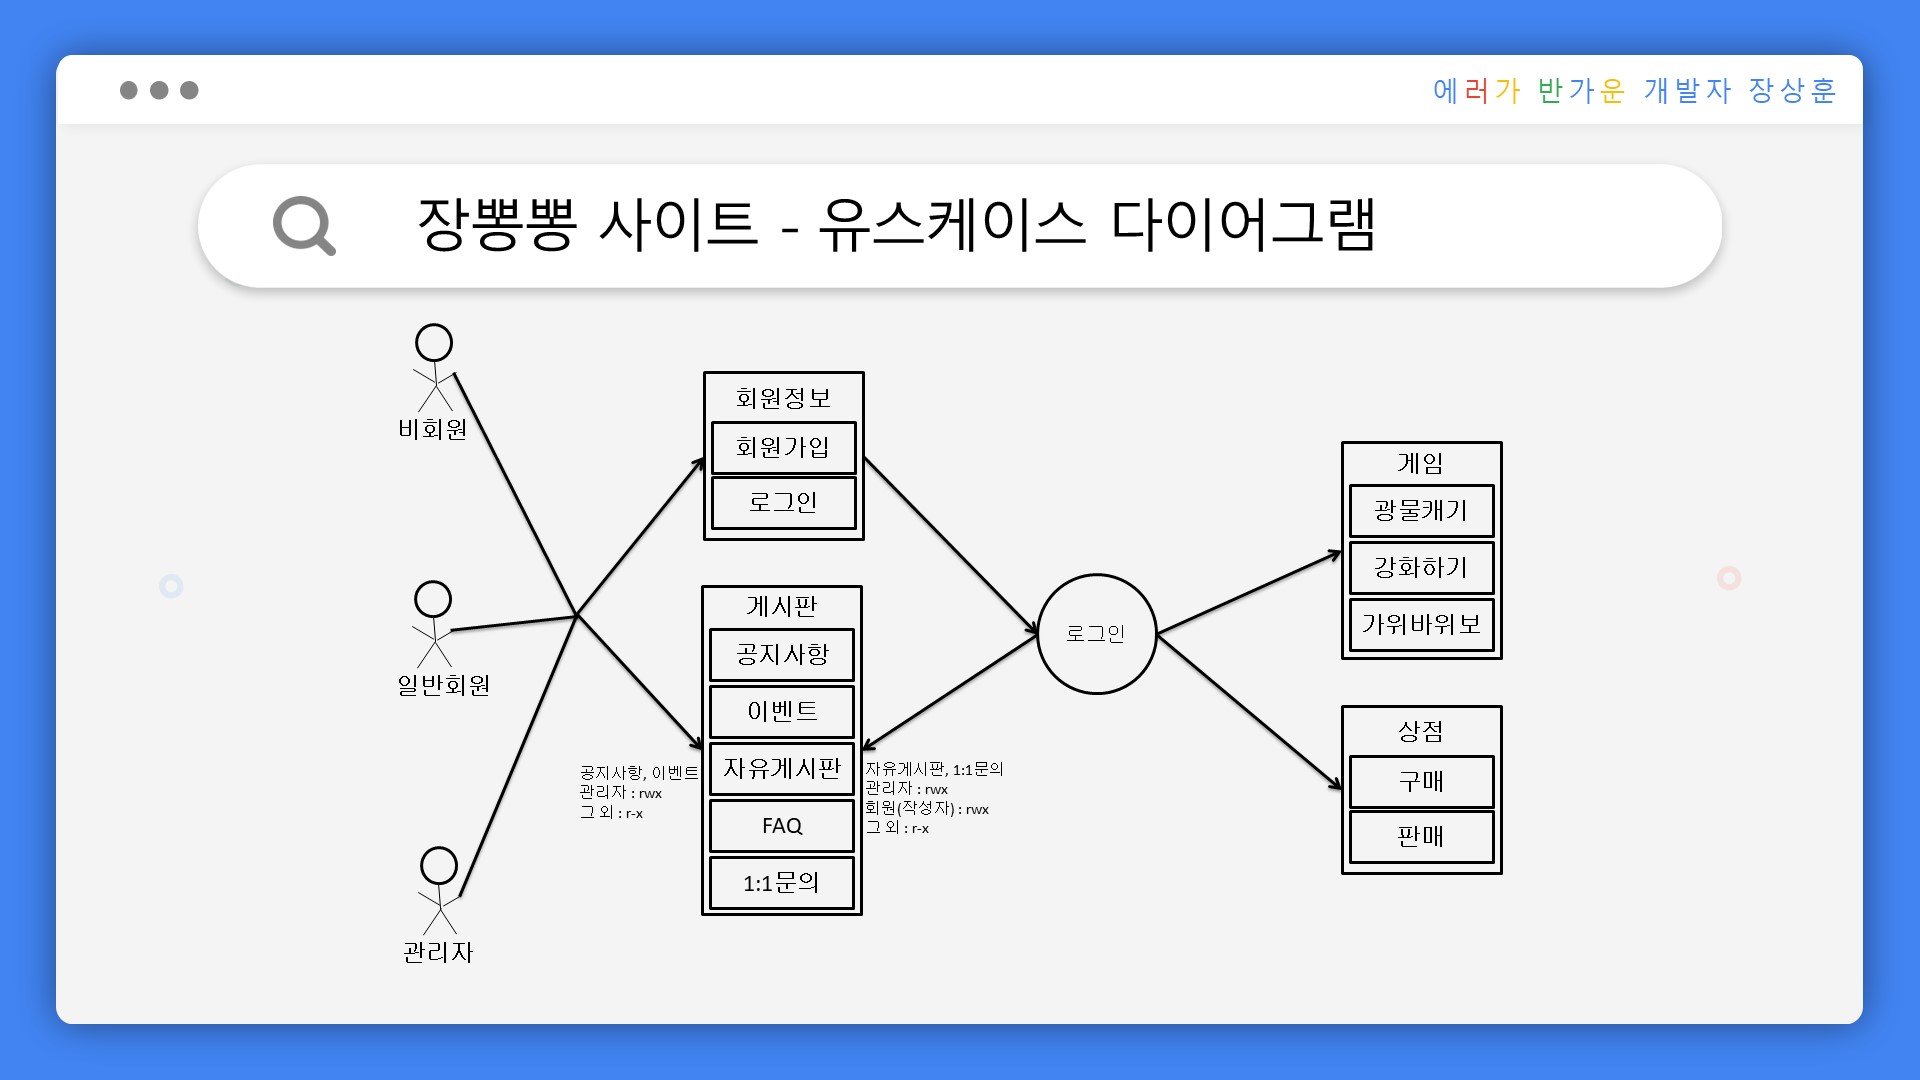 에러가 반가운 개발자 장상훈
장뽕뽕 사이트 - 유스케이스 다이어그램
비회원
일반회원
관리자
회원정보
회원가입
로그인
게시판
공지사항
이벤트
자유게시판
FAQ
1:1문의
공지사항, 이벤트
관리자 : rwx
그 외 : r-x
자유게시판, 1:1문의
관리자 : rwx
회원(작성자) : rwx
그 외 : r-x
로그인
게임
광물캐기
강화하기
가위바위보
상점
구매
판매